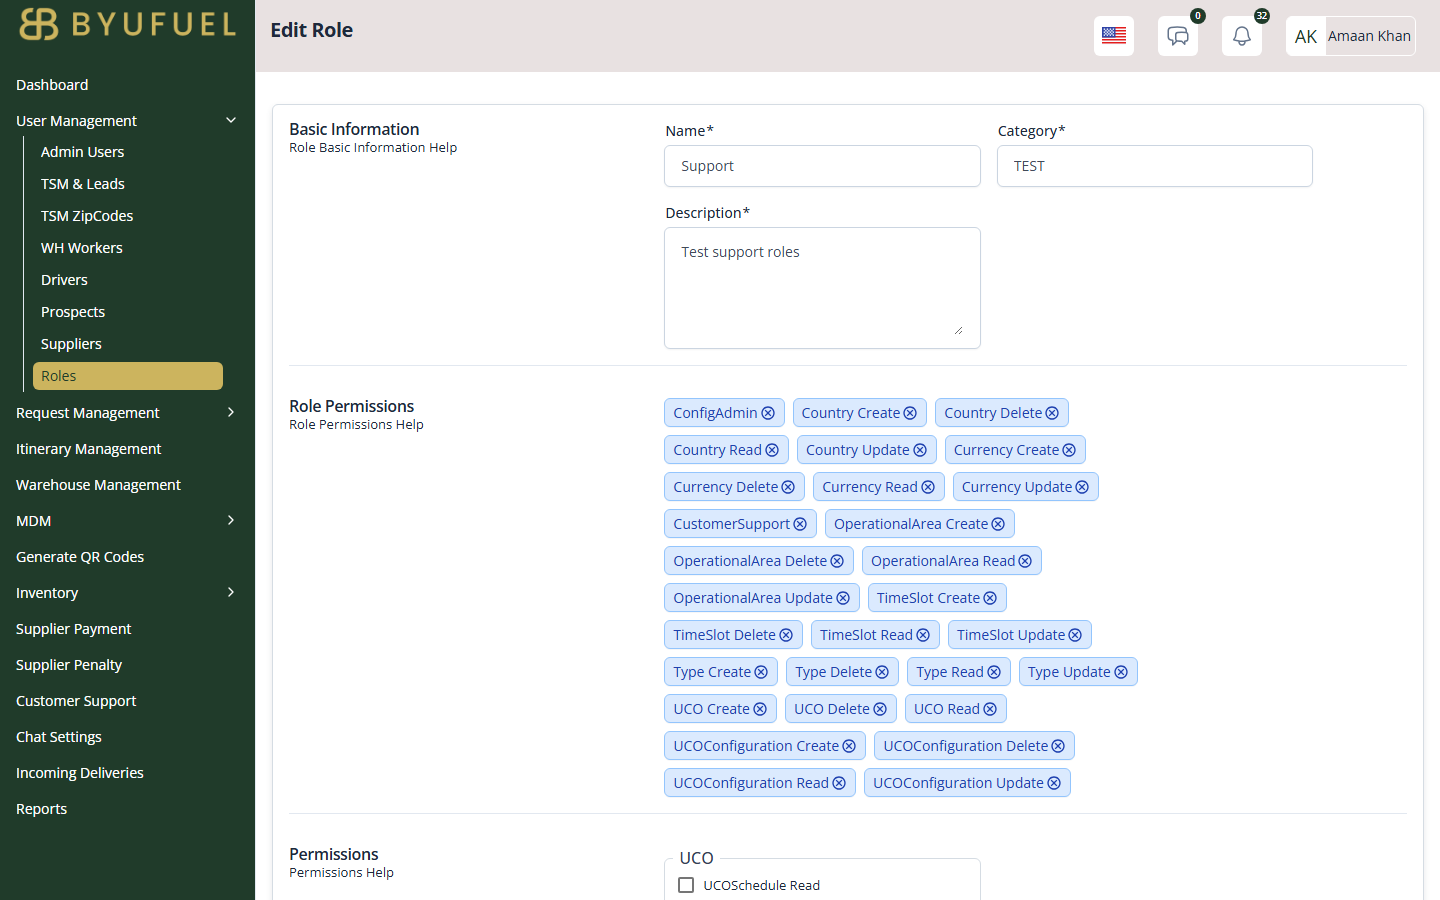 BYUFUEL
Edit Role
0
32
AK Amaan Khan
Dashboard
User Management
Admin Users
TSM & Leads
TSM ZipCodes
WH Workers
Drivers
Prospects
Suppliers
Roles
Request Management
Itinerary Management
Warehouse Management
MDM
Generate QR Codes
Inventory
Supplier Payment
Supplier Penalty
Customer Support
Chat Settings
Incoming Deliveries
Reports
Basic Information
Role Basic Information Help
Name* Category*
Support TEST
Description*
Test support roles
Role Permissions
Role Permissions Help
ConfigAdmin Country Create Country Delete
Country Read Country Update Currency Create
Currency Delete Currency Read Currency Update
CustomerSupport OperationalArea Create
OperationalArea Delete OperationalArea Read
OperationalArea Update TimeSlot Create
TimeSlot Delete TimeSlot Read TimeSlot Update
Type Create Type Delete Type Read Type Update
UCO Create UCO Delete UCO Read
UCOConfiguration Create UCOConfiguration Delete
UCOConfiguration Read UCOConfiguration Update
Permissions
Permissions Help
UCO
UCOSchedule Read